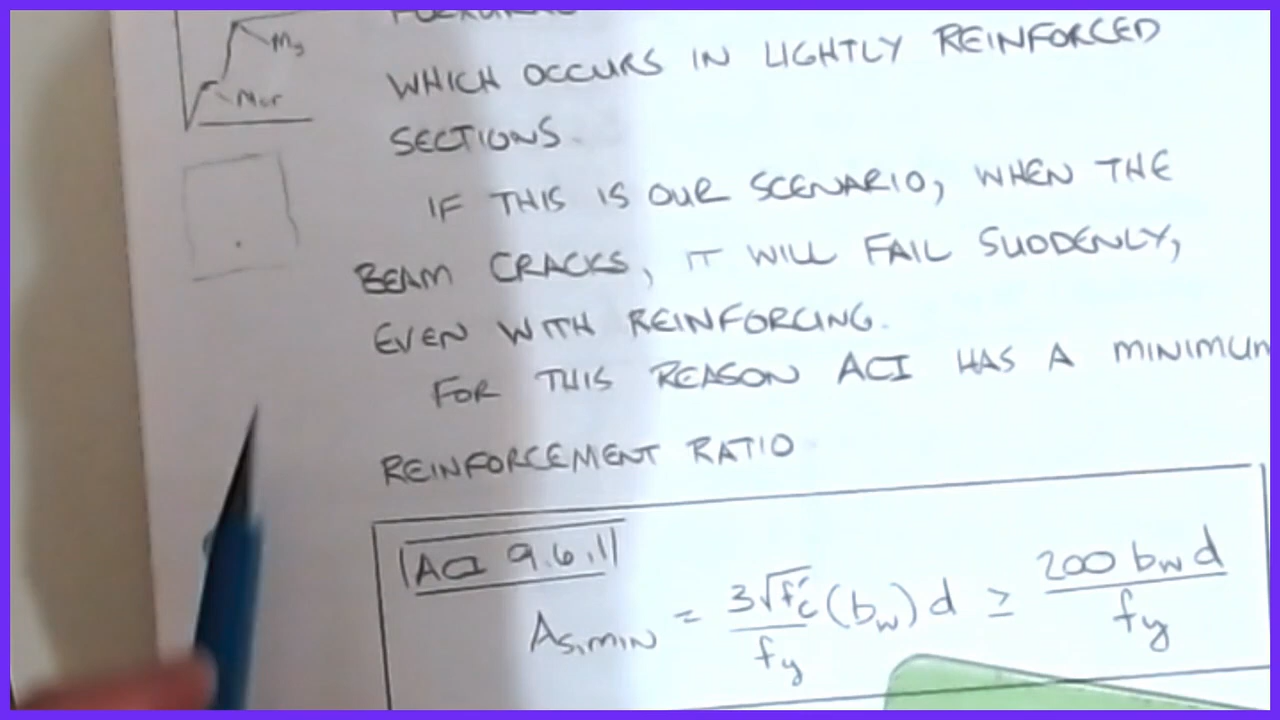 My
Mcr
WHICH OCCURS IN LIGHTLY REINFORCED
SECTIONS.
IF THIS IS OUR SCENARIO, WHEN THE
BEAM CRACKS, IT WILL FAIL SUDDENLY,
EVEN WITH REINFORCING.
FOR THIS REASON ACI HAS A MINIMUM
REINFORCEMENT RATIO
ACI 9.6.1
As,min = 3√f'c / fy (bw) d ≥ 200 bw d / fy